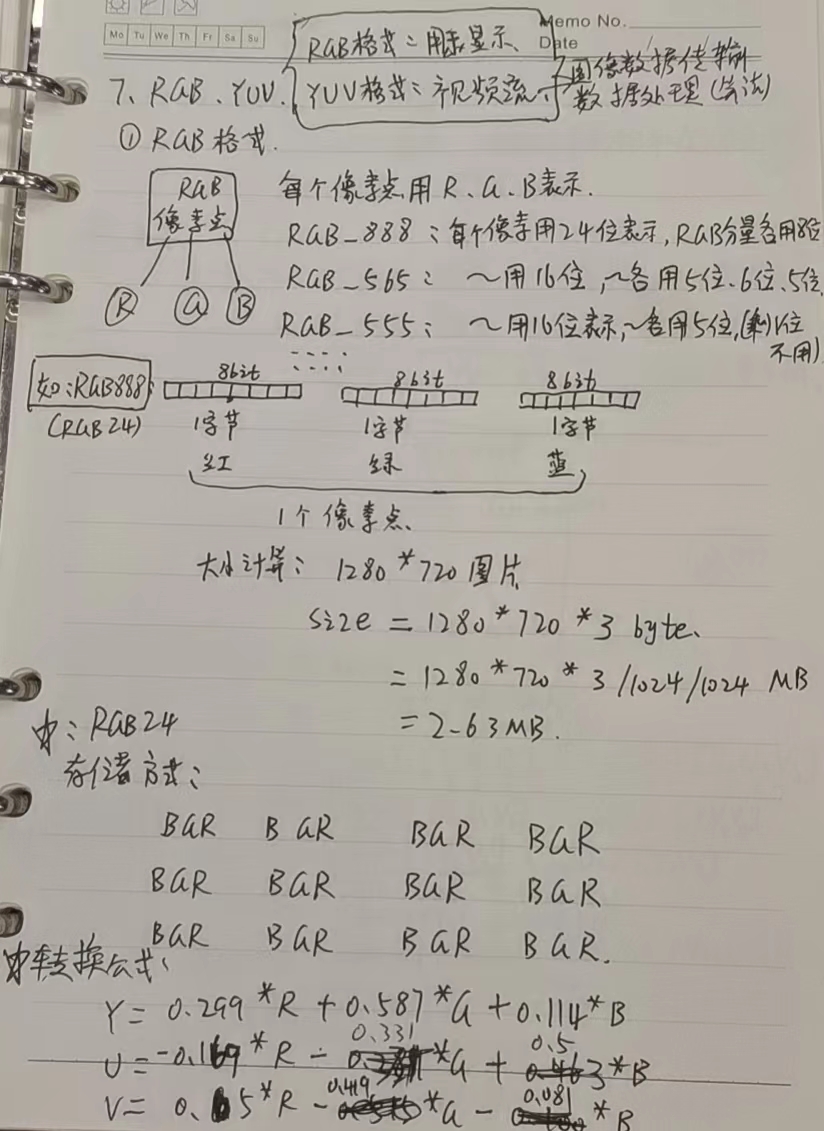 Memo No.
Mo Tu We Th Fr Sa Su
Date
RGB格式：用来显示、
YUV格式：视频流、图像数据传输
数据处理(算法)
7、RGB、YUV.
① RGB格式.
RGB
像素点
R G B
每个像素点用 R、G、B表示.
RGB_888：每个像素用24位表示,RGB分量各用8位
RGB_565：～用16位,～各用5位、6位、5位.
RGB_555：～用16位表示,～各用5位,(剩1位
不用)
如:RGB888:
(RGB24)
8bit 8bit 8bit
1字节 1字节 1字节
红 绿 蓝
1个像素点、
大小计算：1280*720图片
Size = 1280*720*3 byte、
= 1280*720*3/1024/1024 MB
= 2.63MB.
☆：RGB24
存储方式：
BGR BGR BGR BGR
BGR BGR BGR BGR
BGR BGR BGR BGR.
☆转换公式:
Y= 0.299*R + 0.587*G + 0.114*B
U= -0.169*R - 0.331*G + 0.5*B
V= 0.5*R - 0.419*G - 0.081*B